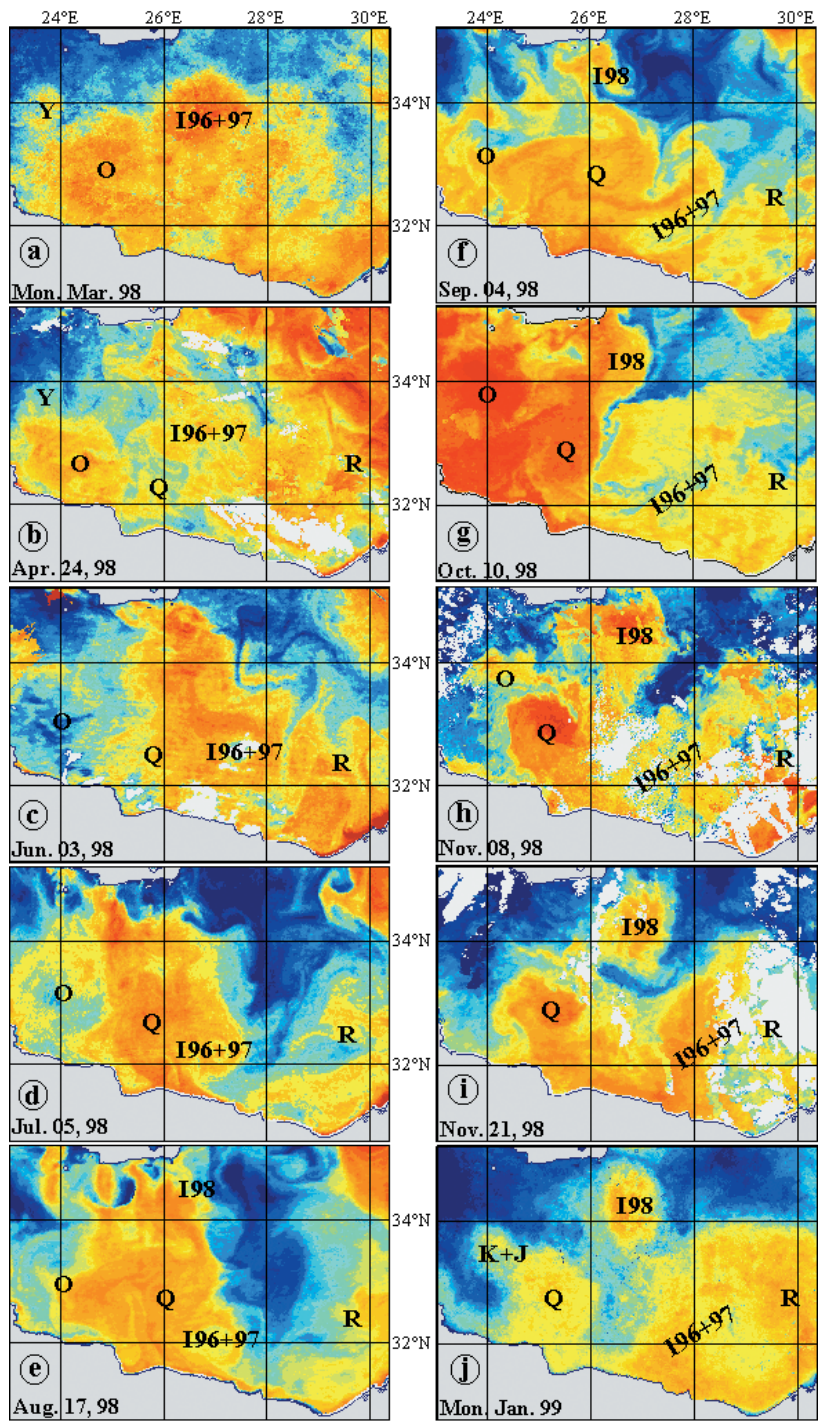 24°E 26°E 28°E 30°E
24°E 26°E 28°E 30°E
34°N
32°N
34°N
32°N
34°N
32°N
34°N
32°N
34°N
32°N
Y
I96+97
O
a
Mon. Mar. 98
Y
I96+97
O
Q
R
b
Apr. 24, 98
O
Q
I96+97
R
c
Jun. 03, 98
O
Q
I96+97
R
d
Jul. 05, 98
I98
O
Q
I96+97
R
e
Aug. 17, 98
I98
O
Q
R
I96+97
f
Sep. 04, 98
I98
O
Q
I96+97
R
g
Oct. 10, 98
I98
O
Q
I96+97
R
h
Nov. 08, 98
I98
Q
I96+97
R
i
Nov. 21, 98
I98
K+J
Q
R
I96+97
j
Mon. Jan. 99